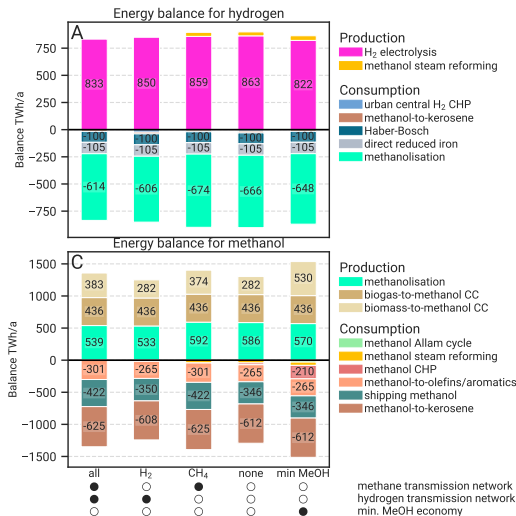 Energy balance for hydrogen
A
Balance TWh/a
750
500
250
0
−250
−500
−750
833 850 859 863 822
-100 -100 -100 -100 -100
-105 -105 -105 -105 -105
-614 -606 -674 -666 -648
Production
H₂ electrolysis
methanol steam reforming
Consumption
urban central H₂ CHP
methanol-to-kerosene
Haber-Bosch
direct reduced iron
methanolisation
Energy balance for methanol
C
Balance TWh/a
1500
1000
500
0
−500
−1000
−1500
383 282 374 282 530
436 436 436 436 436
539 533 592 586 570
-301 -265 -301 -265 -210
-265
-422 -350 -422 -346 -346
-625 -608 -625 -612 -612
Production
methanolisation
biogas-to-methanol CC
biomass-to-methanol CC
Consumption
methanol Allam cycle
methanol steam reforming
methanol CHP
methanol-to-olefins/aromatics
shipping methanol
methanol-to-kerosene
all H₂ CH₄ none min MeOH
methane transmission network
hydrogen transmission network
min. MeOH economy